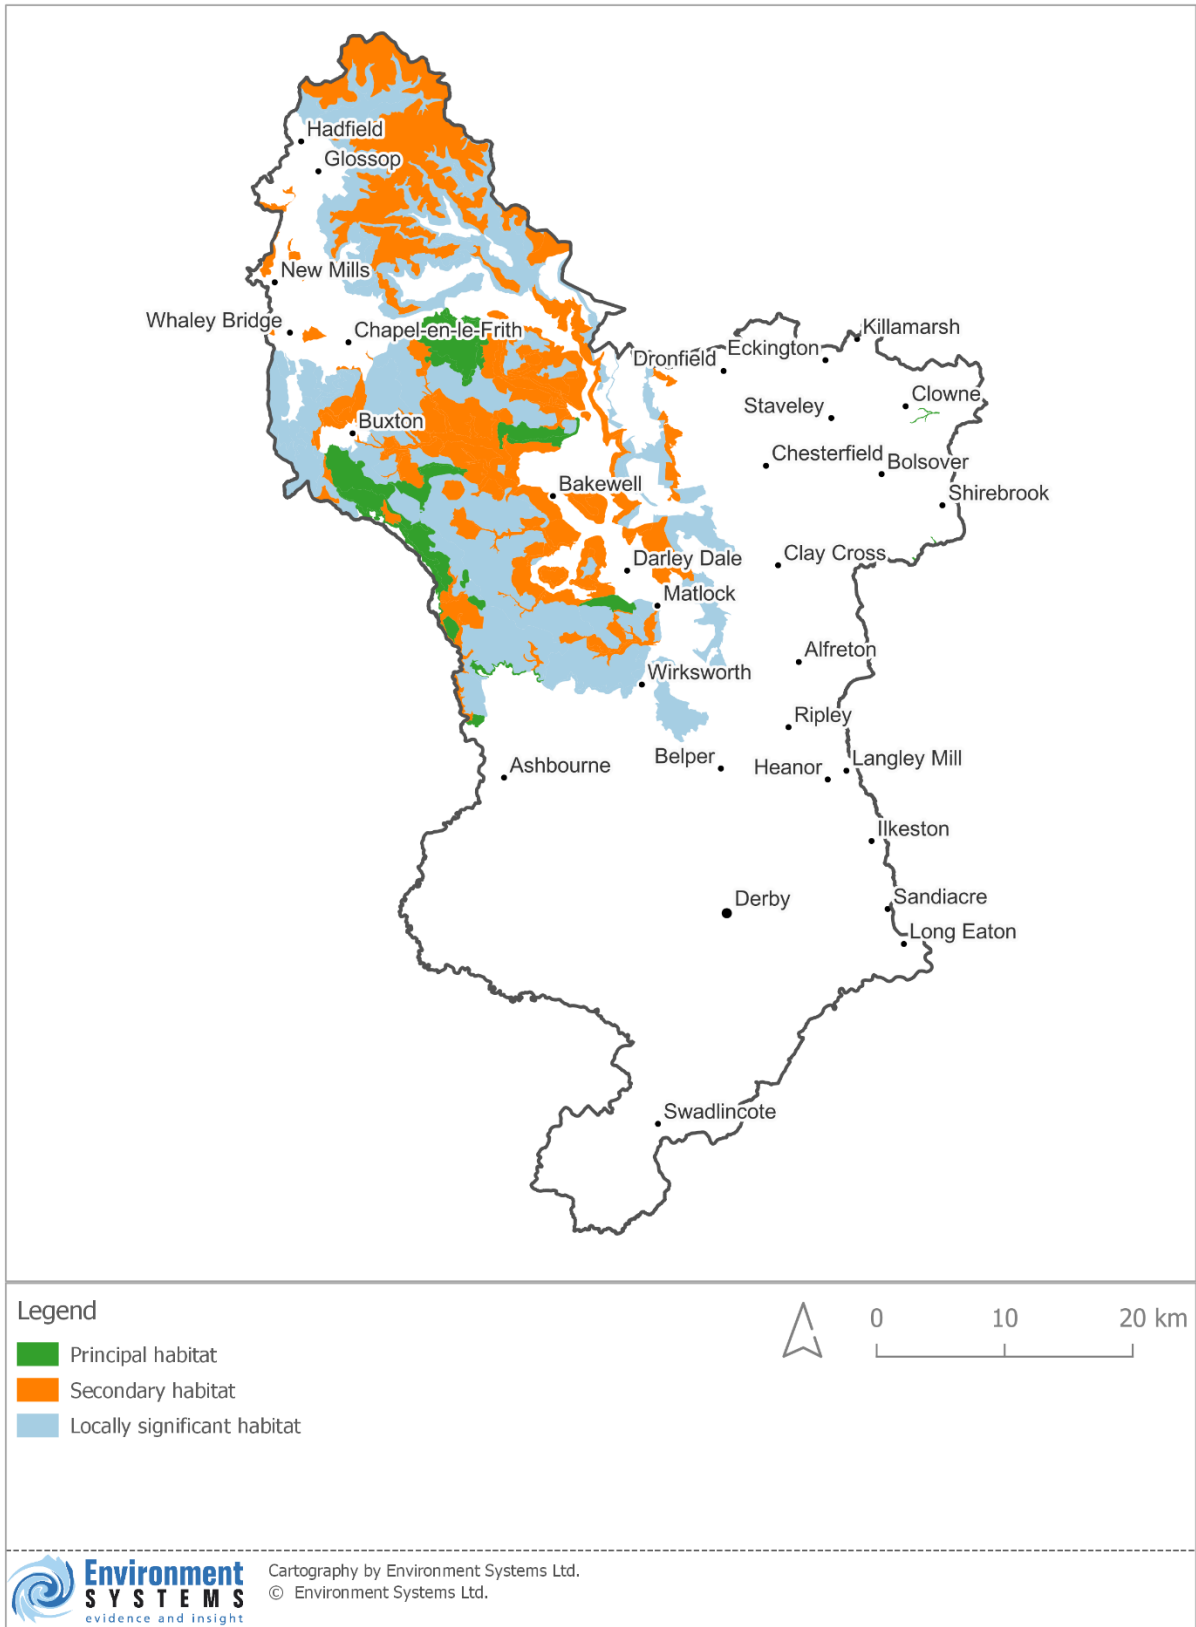 Hadfield
Glossop
New Mills
Whaley Bridge
Chapel-en-le-Frith
Killamarsh
Eckington
Dronfield
Clowne
Staveley
Buxton
Chesterfield
Bolsover
Bakewell
Shirebrook
Clay Cross
Darley Dale
Matlock
Alfreton
Wirksworth
Ripley
Belper
Langley Mill
Heanor
Ashbourne
Ilkeston
Derby
Sandiacre
Long Eaton
Swadlincote
Legend
Principal habitat
Secondary habitat
Locally significant habitat
0 10 20 km
Environment
SYSTEMS
evidence and insight
Cartography by Environment Systems Ltd.
© Environment Systems Ltd.